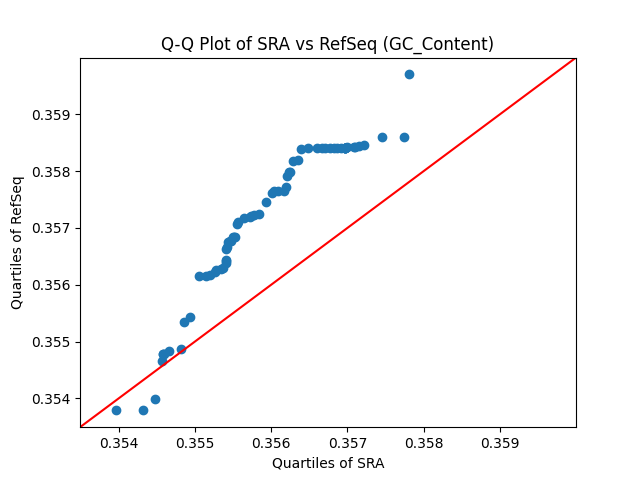 Q-Q Plot of SRA vs RefSeq (GC_Content)
Quartiles of RefSeq
0.359
0.358
0.357
0.356
0.355
0.354
0.354 0.355 0.356 0.357 0.358 0.359
Quartiles of SRA